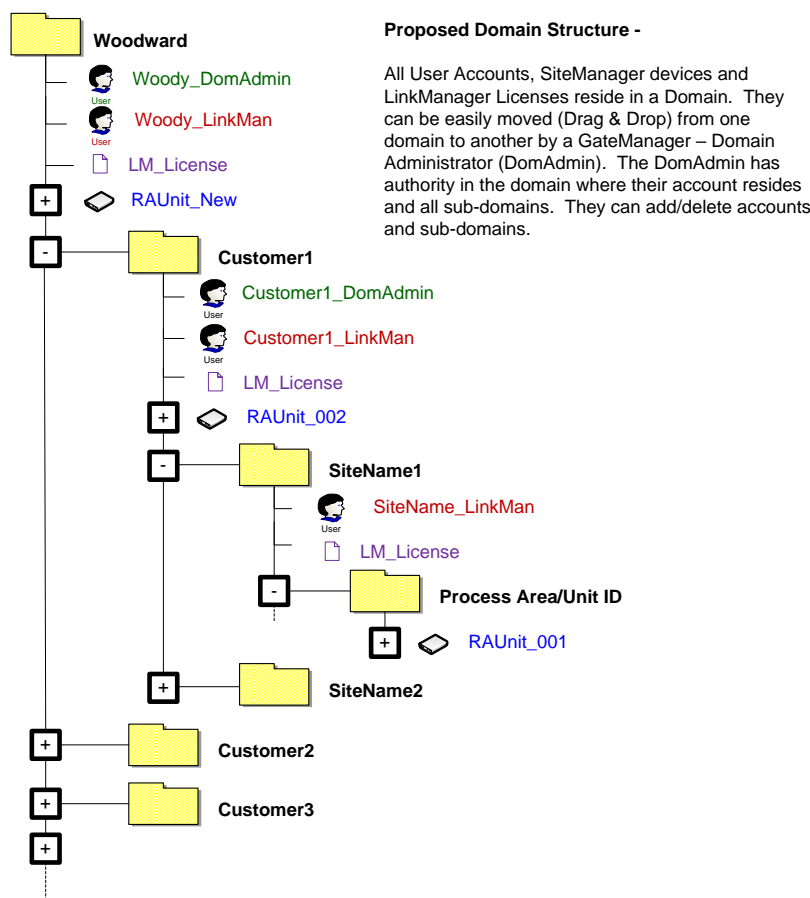 Woodward
Proposed Domain Structure -
All User Accounts, SiteManager devices and
LinkManager Licenses reside in a Domain. They
can be easily moved (Drag & Drop) from one
domain to another by a GateManager – Domain
Administrator (DomAdmin). The DomAdmin has
authority in the domain where their account resides
and all sub-domains. They can add/delete accounts
and sub-domains.
User
Woody_DomAdmin
User
Woody_LinkMan
LM_License
+
RAUnit_New
-
Customer1
User
Customer1_DomAdmin
User
Customer1_LinkMan
LM_License
+
RAUnit_002
-
SiteName1
User
SiteName_LinkMan
LM_License
-
Process Area/Unit ID
+
RAUnit_001
+
SiteName2
+
Customer2
+
Customer3
+